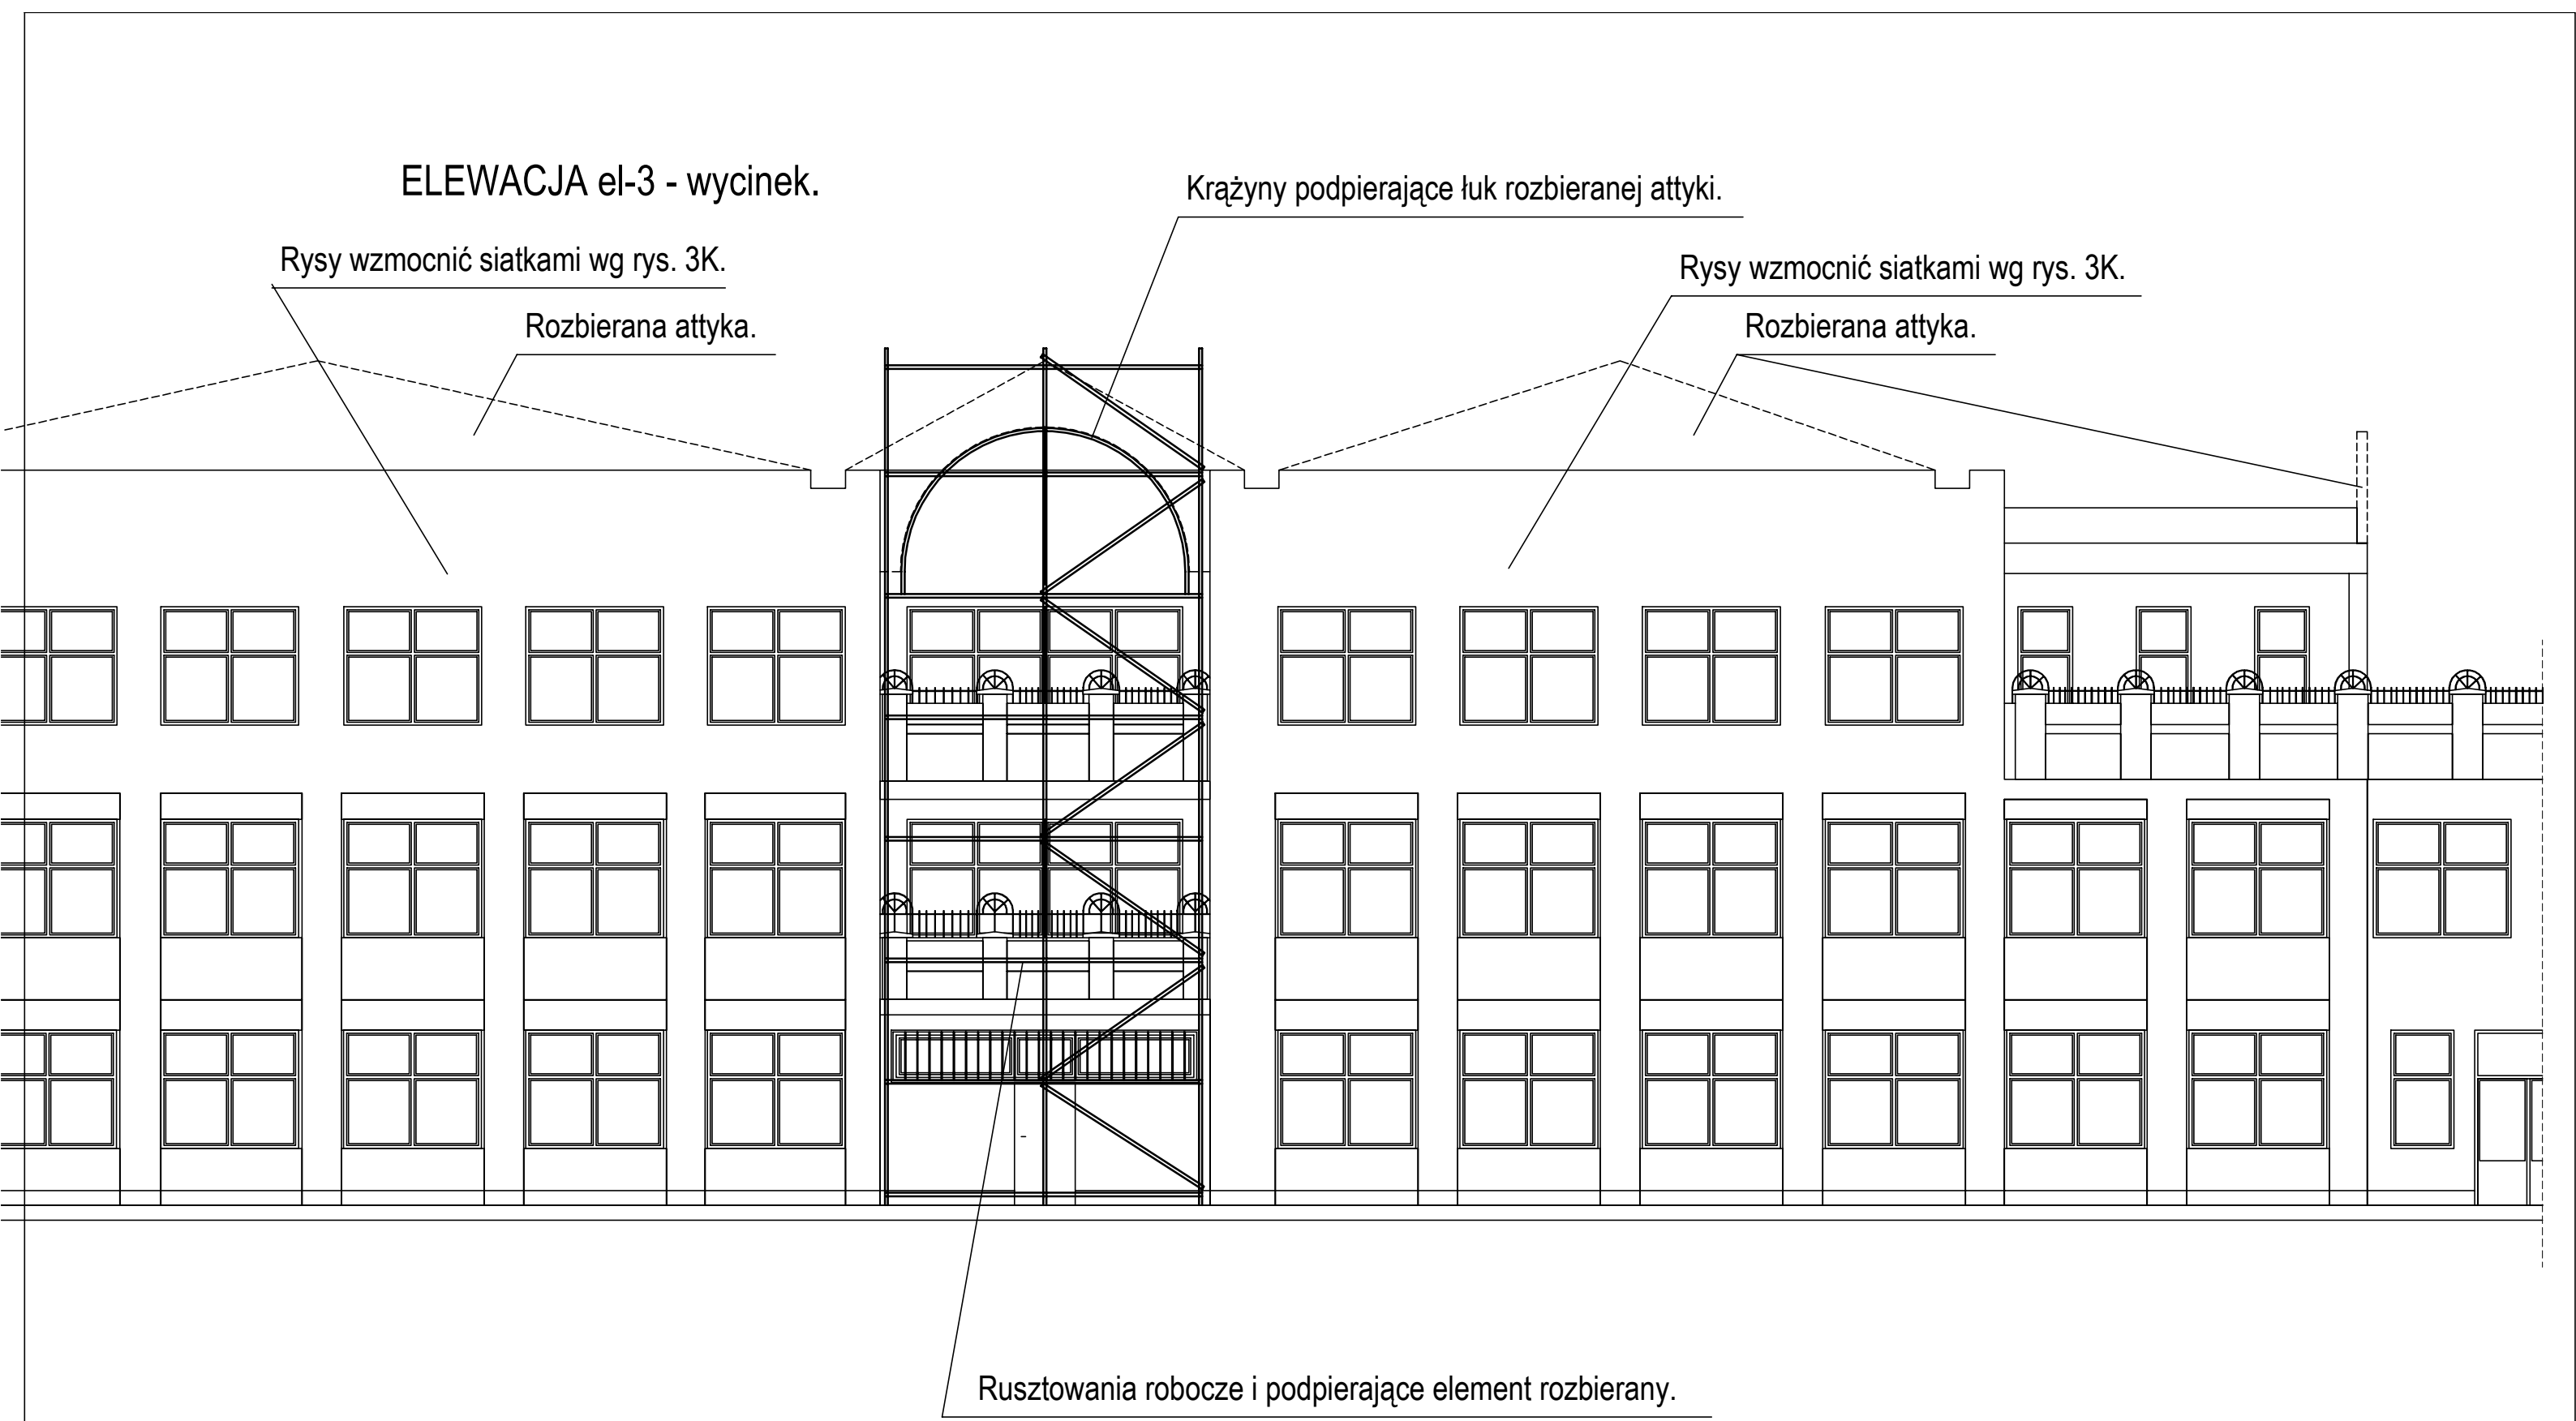 ELEWACJA el-3 - wycinek.
Krążyny podpierające łuk rozbieranej attyki.
Rysy wzmocnić siatkami wg rys. 3K.
Rozbierana attyka.
Rysy wzmocnić siatkami wg rys. 3K.
Rozbierana attyka.
Rusztowania robocze i podpierające element rozbierany.